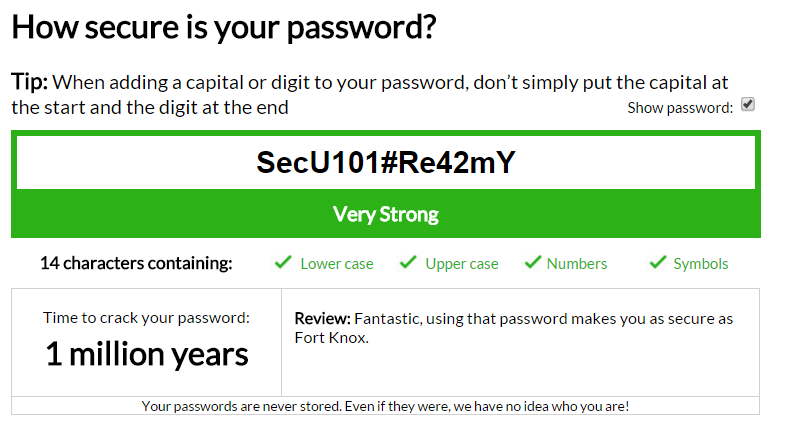 How secure is your password?
Tip: When adding a capital or digit to your password, don't simply put the capital at
the start and the digit at the end
Show password:
SecU101#Re42mY
Very Strong
14 characters containing: Lower case Upper case Numbers Symbols
Time to crack your password:
1 million years
Review: Fantastic, using that password makes you as secure as
Fort Knox.
Your passwords are never stored. Even if they were, we have no idea who you are!